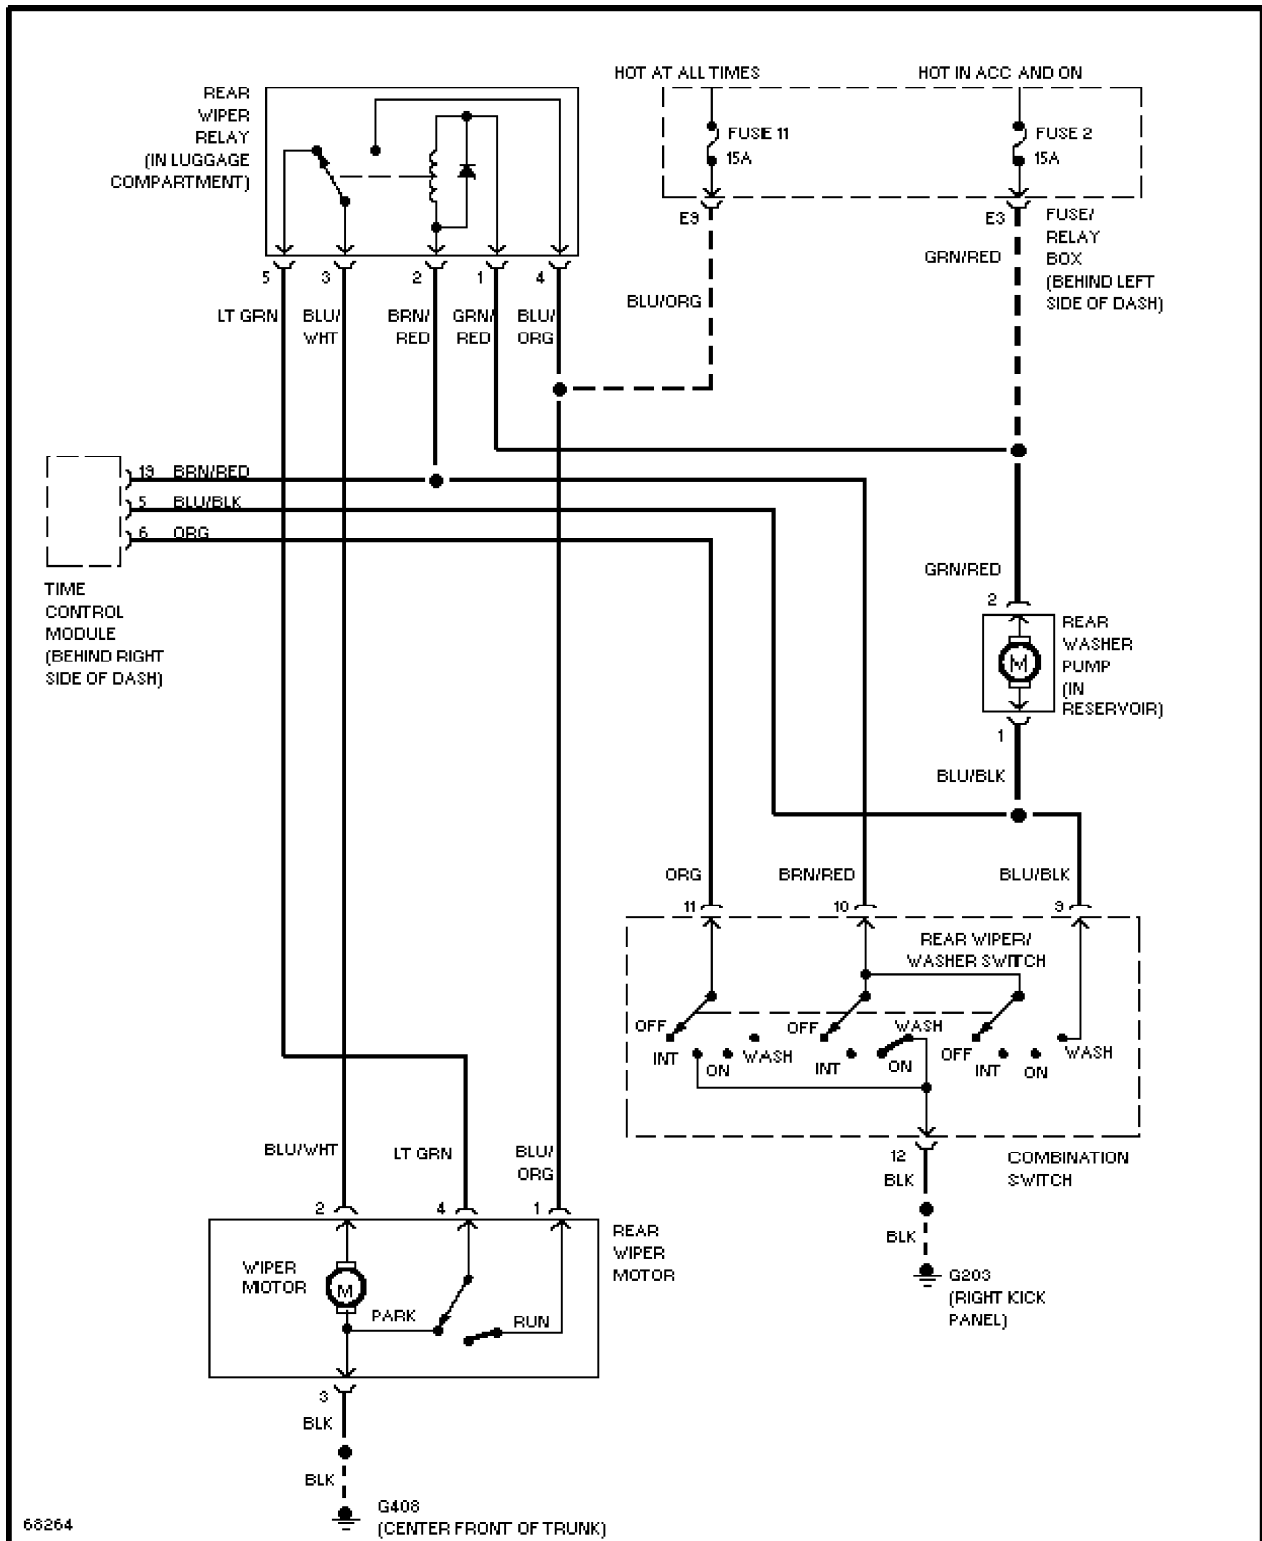 HOT AT ALL TIMES
HOT IN ACC AND ON
REAR
WIPER
RELAY
(IN LUGGAGE
COMPARTMENT)
FUSE 11
15A
FUSE 2
15A
E9
E3
FUSE/
RELAY
BOX
(BEHIND LEFT
SIDE OF DASH)
GRN/RED
BLU/ORG
5
3
2
1
4
LT GRN
BLU/
WHT
BRN/
RED
GRN/
RED
BLU/
ORG
19 BRN/RED
5 BLU/BLK
6 ORG
TIME
CONTROL
MODULE
(BEHIND RIGHT
SIDE OF DASH)
GRN/RED
2
REAR
WASHER
PUMP
(IN
RESERVOIR)
M
1
BLU/BLK
ORG
BRN/RED
BLU/BLK
11
10
9
REAR WIPER/
WASHER SWITCH
OFF
INT
ON
WASH
OFF
INT
ON
WASH
OFF
INT
ON
WASH
12
BLK
COMBINATION
SWITCH
BLK
G203
(RIGHT KICK
PANEL)
BLU/WHT
LT GRN
BLU/
ORG
2
4
1
REAR
WIPER
MOTOR
WIPER
MOTOR
M
PARK
RUN
3
BLK
BLK
G408
(CENTER FRONT OF TRUNK)
68264